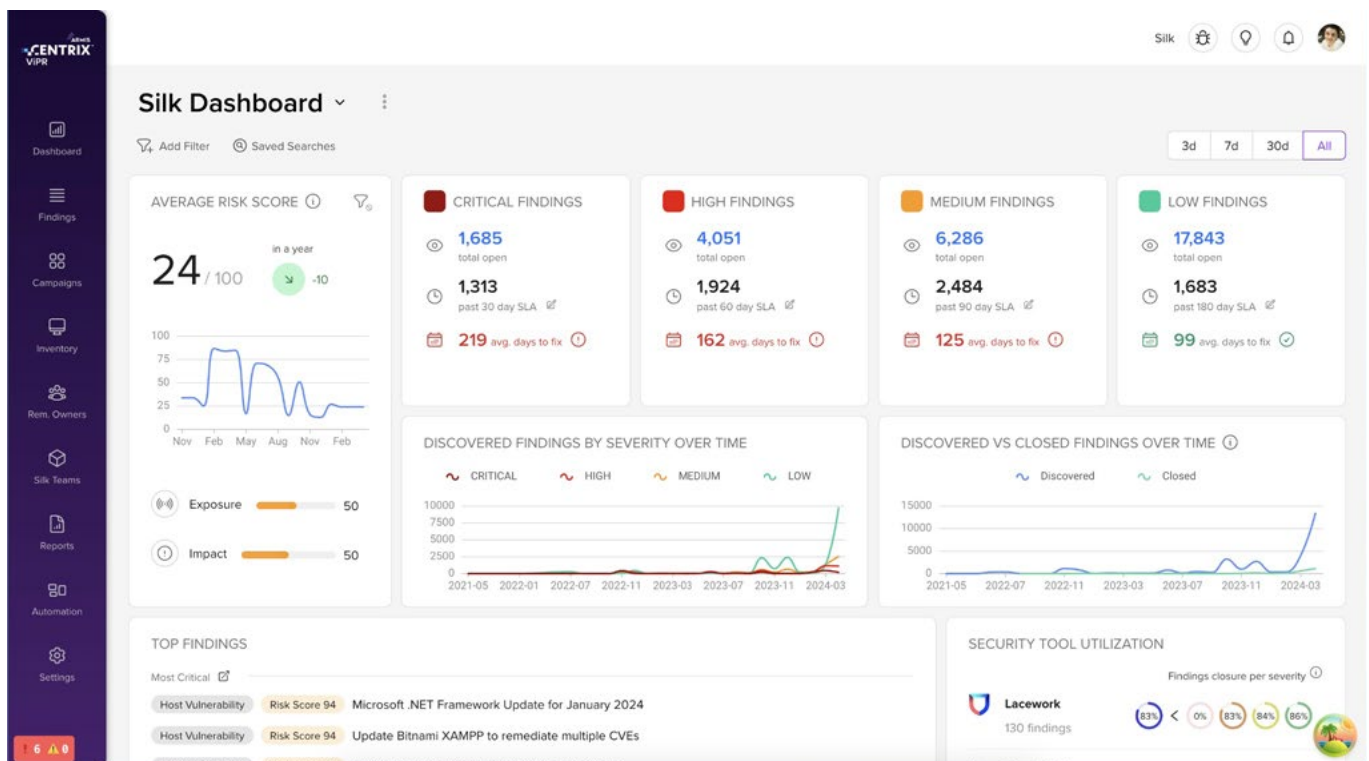 ARMIS
CENTRIX
ViPR
Dashboard
Findings
Campaigns
Inventory
Rem. Owners
Silk Teams
Reports
Automation
Settings
6 0
Silk
Silk Dashboard
Add Filter Saved Searches
3d 7d 30d All
AVERAGE RISK SCORE
24 / 100
in a year
-10
100
75
50
25
0
Nov Feb May Aug Nov Feb
Exposure 50
Impact 50
CRITICAL FINDINGS
1,685
total open
1,313
past 30 day SLA
219 avg. days to fix
HIGH FINDINGS
4,051
total open
1,924
past 60 day SLA
162 avg. days to fix
MEDIUM FINDINGS
6,286
total open
2,484
past 90 day SLA
125 avg. days to fix
LOW FINDINGS
17,843
total open
1,683
past 180 day SLA
99 avg. days to fix
DISCOVERED FINDINGS BY SEVERITY OVER TIME
CRITICAL HIGH MEDIUM LOW
10000
7500
5000
2500
0
2021-05 2022-01 2022-07 2022-11 2023-03 2023-07 2023-11 2024-03
DISCOVERED VS CLOSED FINDINGS OVER TIME
Discovered Closed
15000
10000
5000
0
2021-05 2022-07 2022-11 2023-03 2023-07 2023-11 2024-03
TOP FINDINGS
Most Critical
Host Vulnerability Risk Score 94 Microsoft .NET Framework Update for January 2024
Host Vulnerability Risk Score 94 Update Bitnami XAMPP to remediate multiple CVEs
SECURITY TOOL UTILIZATION
Findings closure per severity
Lacework
130 findings
83% < 0% 83% 84% 86%